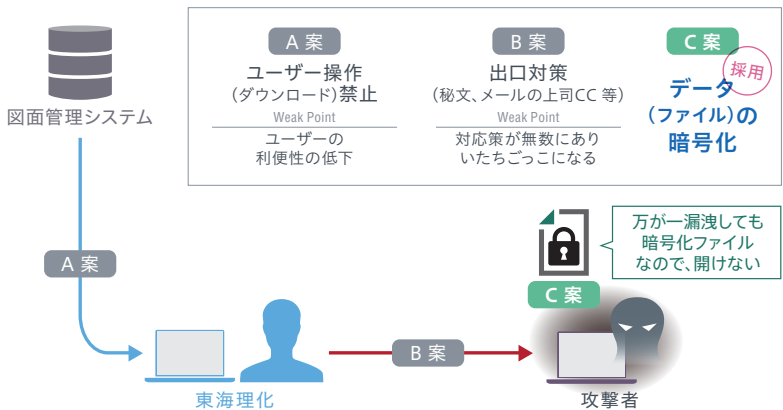 A 案
ユーザー操作
(ダウンロード)禁止
Weak Point
ユーザーの
利便性の低下
B 案
出口対策
(秘文、メールの上司CC 等)
Weak Point
対応策が無数にあり
いたちごっこになる
C 案
採用
データ
(ファイル)の
暗号化
図面管理システム
万が一漏洩しても
暗号化ファイル
なので、開けない
A 案
C 案
B 案
東海理化
攻撃者